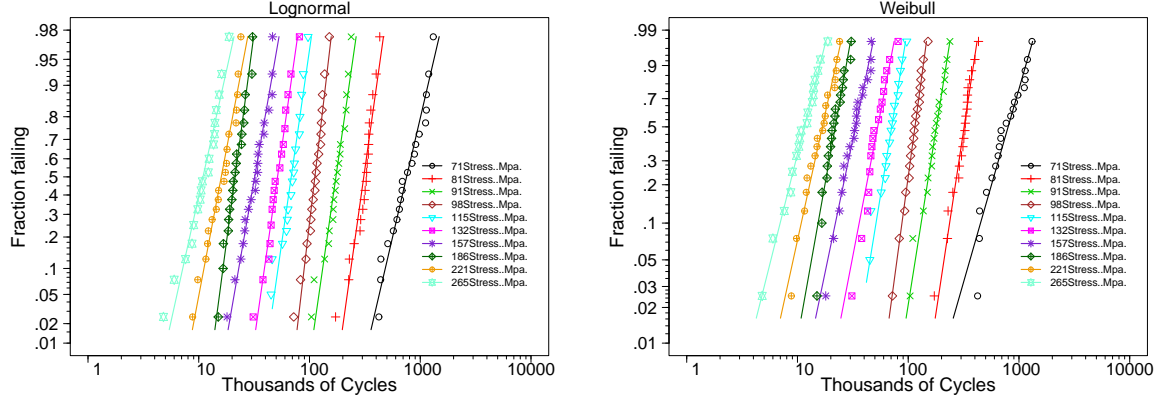 Lognormal
.98
.95
.9
.8
.7
.6
.5
.4
.3
.2
.1
.05
.02
.01
Fraction failing
1 10 100 1000 10000
Thousands of Cycles
71Stress..Mpa.
81Stress..Mpa.
91Stress..Mpa.
98Stress..Mpa.
115Stress..Mpa.
132Stress..Mpa.
157Stress..Mpa.
186Stress..Mpa.
221Stress..Mpa.
265Stress..Mpa.
Weibull
.99
.9
.7
.5
.3
.2
.1
.05
.03
.02
.01
Fraction failing
1 10 100 1000 10000
Thousands of Cycles
71Stress..Mpa.
81Stress..Mpa.
91Stress..Mpa.
98Stress..Mpa.
115Stress..Mpa.
132Stress..Mpa.
157Stress..Mpa.
186Stress..Mpa.
221Stress..Mpa.
265Stress..Mpa.